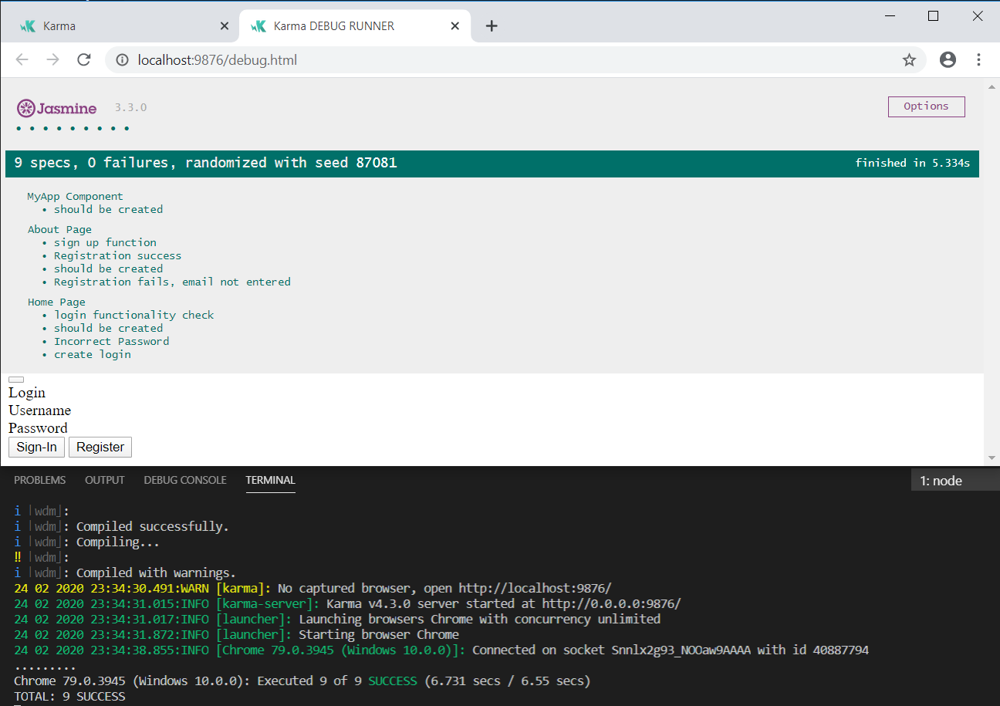 Karma
Karma DEBUG RUNNER
localhost:9876/debug.html
Jasmine 3.3.0
Options
• • • • • • • • •
9 specs, 0 failures, randomized with seed 87081
finished in 5.334s
MyApp Component
• should be created
About Page
• sign up function
• Registration success
• should be created
• Registration fails, email not entered
Home Page
• login functionality check
• should be created
• Incorrect Password
• create login
Login
Username
Password
Sign-In Register
PROBLEMS OUTPUT DEBUG CONSOLE TERMINAL
1: node
i ｢wdm｣:
i ｢wdm｣: Compiled successfully.
i ｢wdm｣: Compiling...
‼ ｢wdm｣:
i ｢wdm｣: Compiled with warnings.
24 02 2020 23:34:30.491:WARN [karma]: No captured browser, open http://localhost:9876/
24 02 2020 23:34:31.015:INFO [karma-server]: Karma v4.3.0 server started at http://0.0.0.0:9876/
24 02 2020 23:34:31.017:INFO [launcher]: Launching browsers Chrome with concurrency unlimited
24 02 2020 23:34:31.872:INFO [launcher]: Starting browser Chrome
24 02 2020 23:34:38.855:INFO [Chrome 79.0.3945 (Windows 10.0.0)]: Connected on socket Snnlx2g93_NOOaw9AAAA with id 40887794
.........
Chrome 79.0.3945 (Windows 10.0.0): Executed 9 of 9 SUCCESS (6.731 secs / 6.55 secs)
TOTAL: 9 SUCCESS